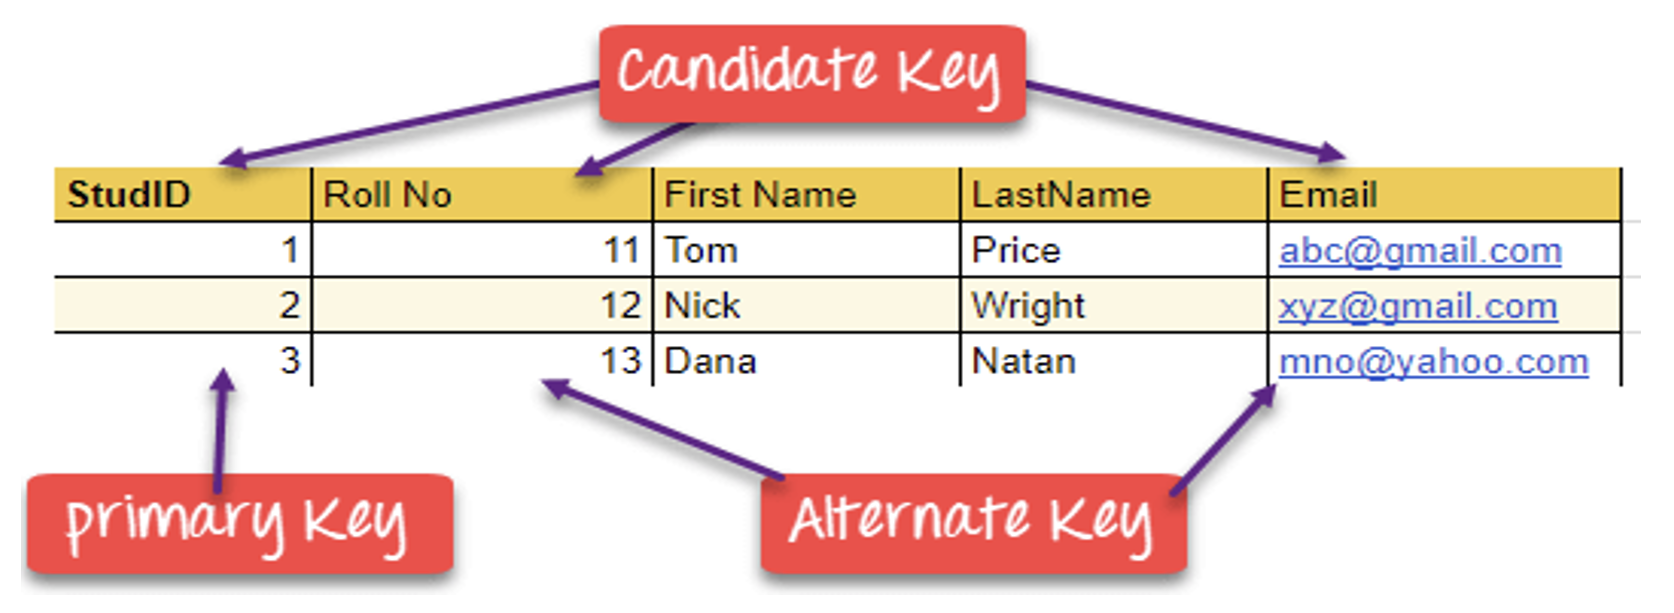 Candidate Key
StudID Roll No First Name LastName Email
1 11 Tom Price abc@gmail.com
2 12 Nick Wright xyz@gmail.com
3 13 Dana Natan mno@yahoo.com
primary Key Alternate Key